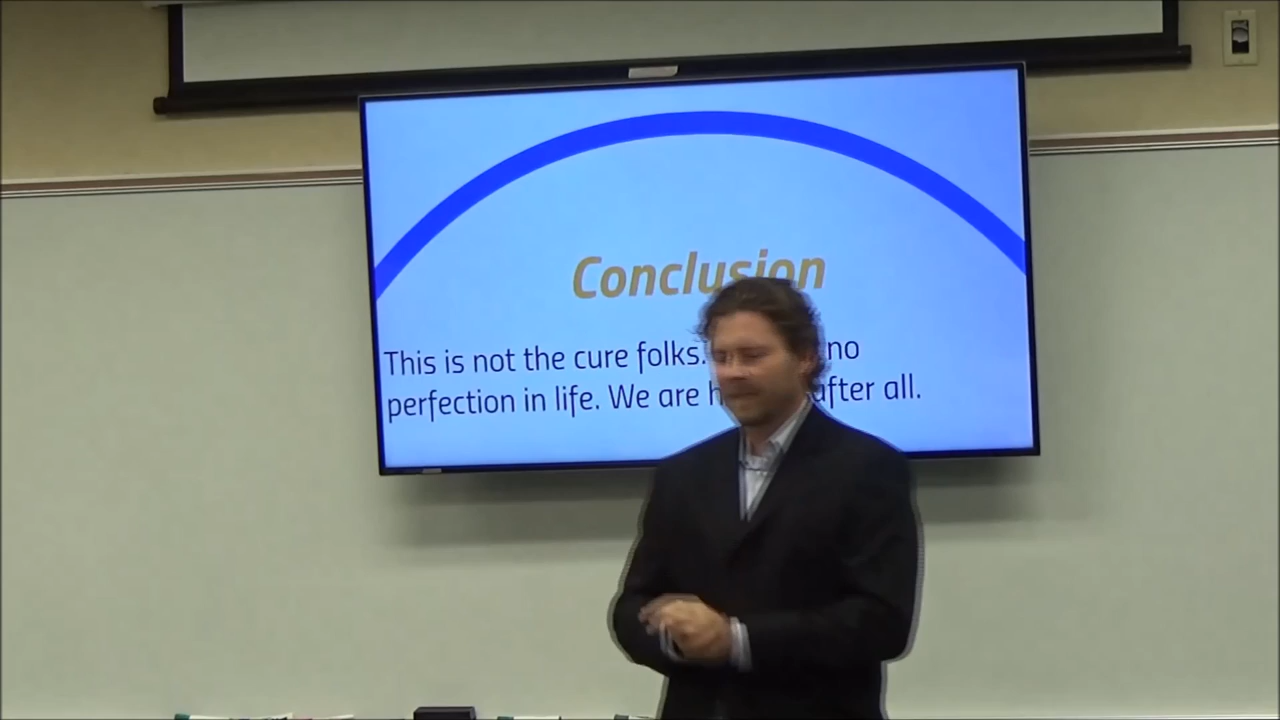 Conclusion
This is not the cure folks. no
perfection in life. We are after all.